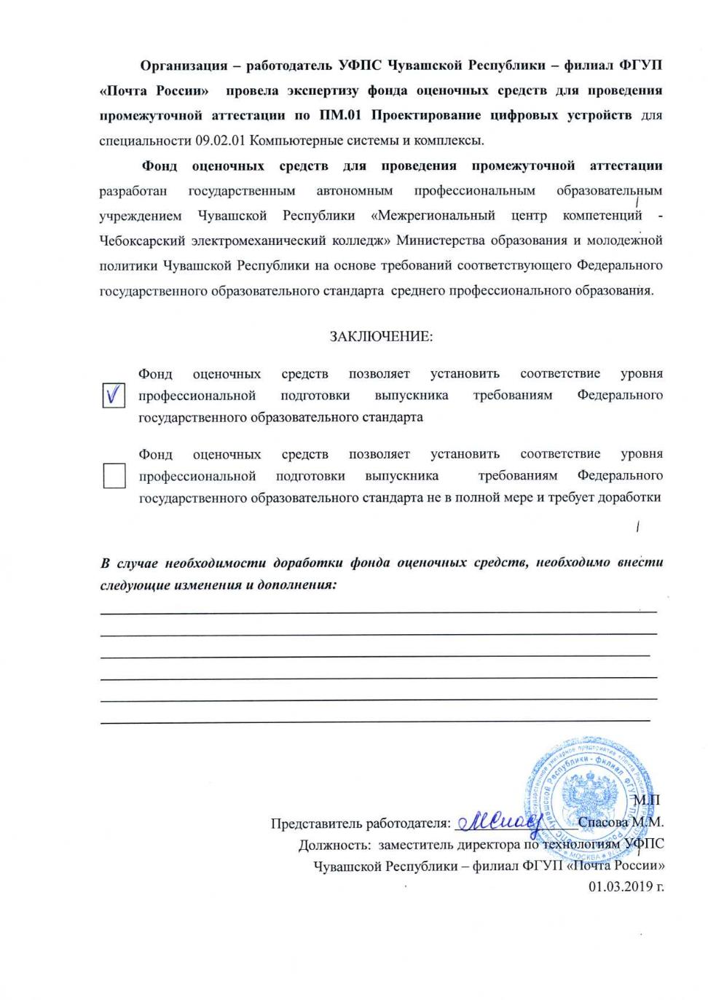 Организация – работодатель УФПС Чувашской Республики – филиал ФГУП
«Почта России» провела экспертизу фонда оценочных средств для проведения
промежуточной аттестации по ПМ.01 Проектирование цифровых устройств для
специальности 09.02.01 Компьютерные системы и комплексы.
Фонд оценочных средств для проведения промежуточной аттестации
разработан государственным автономным профессиональным образовательным
учреждением Чувашской Республики «Межрегиональный центр компетенций -
Чебоксарский электромеханический колледж» Министерства образования и молодежной
политики Чувашской Республики на основе требований соответствующего Федерального
государственного образовательного стандарта среднего профессионального образования.
ЗАКЛЮЧЕНИЕ:
Фонд оценочных средств позволяет установить соответствие уровня
профессиональной подготовки выпускника требованиям Федерального
государственного образовательного стандарта
Фонд оценочных средств позволяет установить соответствие уровня
профессиональной подготовки выпускника требованиям Федерального
государственного образовательного стандарта не в полной мере и требует доработки
В случае необходимости доработки фонда оценочных средств, необходимо внести
следующие изменения и дополнения:
М.П
Представитель работодателя: Спасова М.М.
Должность: заместитель директора по технологиям УФПС
Чувашской Республики – филиал ФГУП «Почта России»
01.03.2019 г.